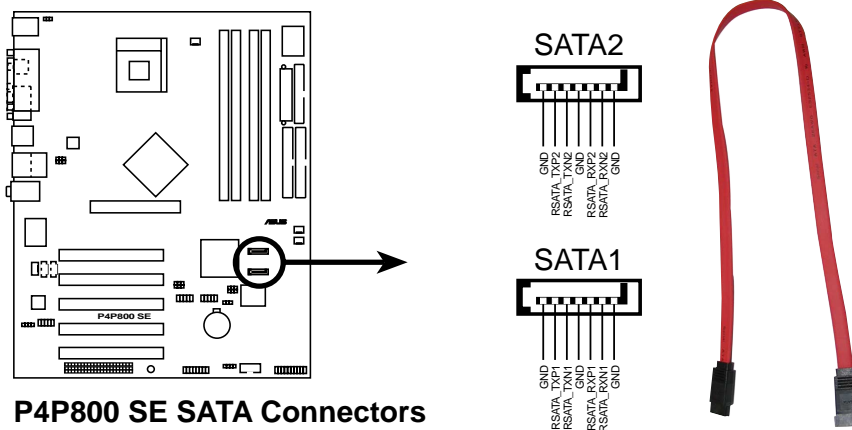 SATA2
GND
RSATA_TXP2
RSATA_TXN2
GND
RSATA_RXP2
RSATA_RXN2
GND
/SUS
SATA1
GND
RSATA_TXP1
RSATA_TXN1
GND
RSATA_RXP1
RSATA_RXN1
GND
P4P800 SE
P4P800 SE SATA Connectors